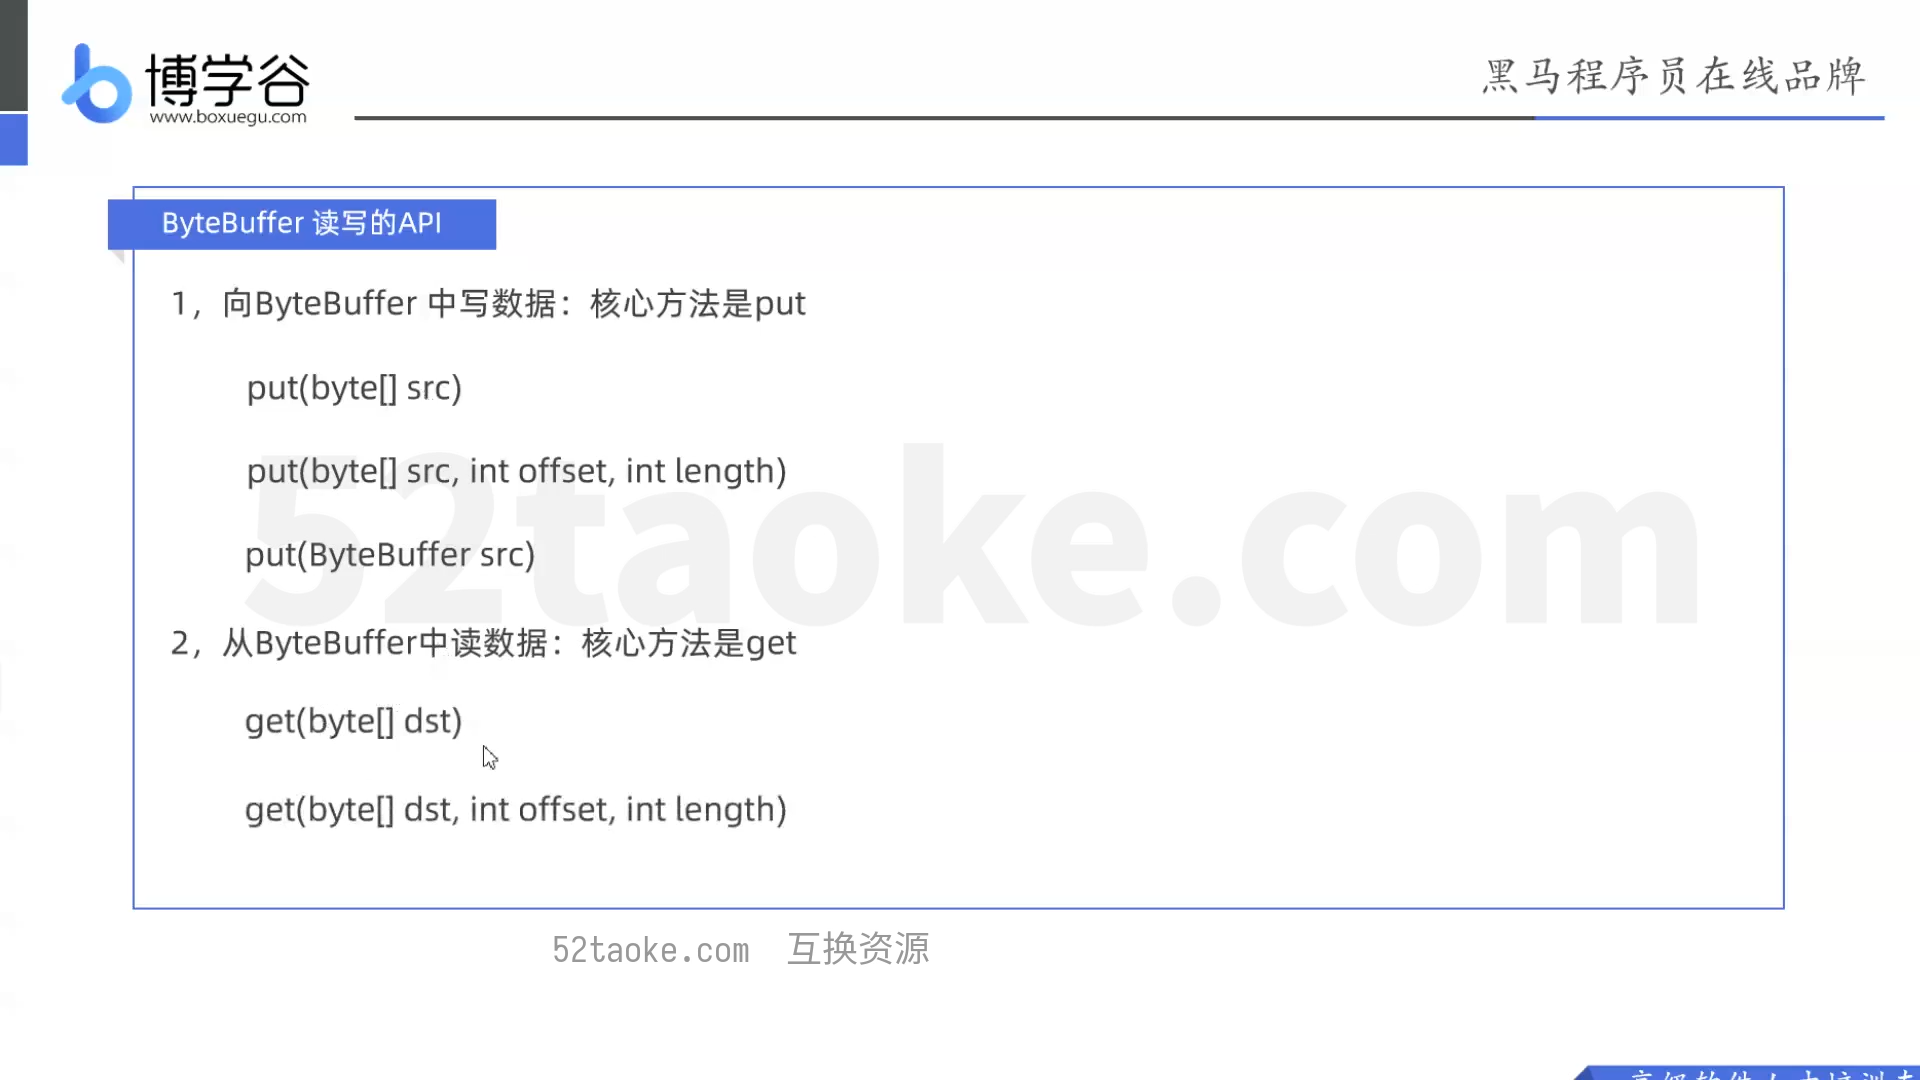 博学谷
www.boxuegu.com
黑马程序员在线品牌
ByteBuffer 读写的API
1，向ByteBuffer 中写数据：核心方法是put
put(byte[] src)
put(byte[] src, int offset, int length)
put(ByteBuffer src)
52taoke.com
2，从ByteBuffer中读数据：核心方法是get
get(byte[] dst)
get(byte[] dst, int offset, int length)
52taoke.com 互换资源